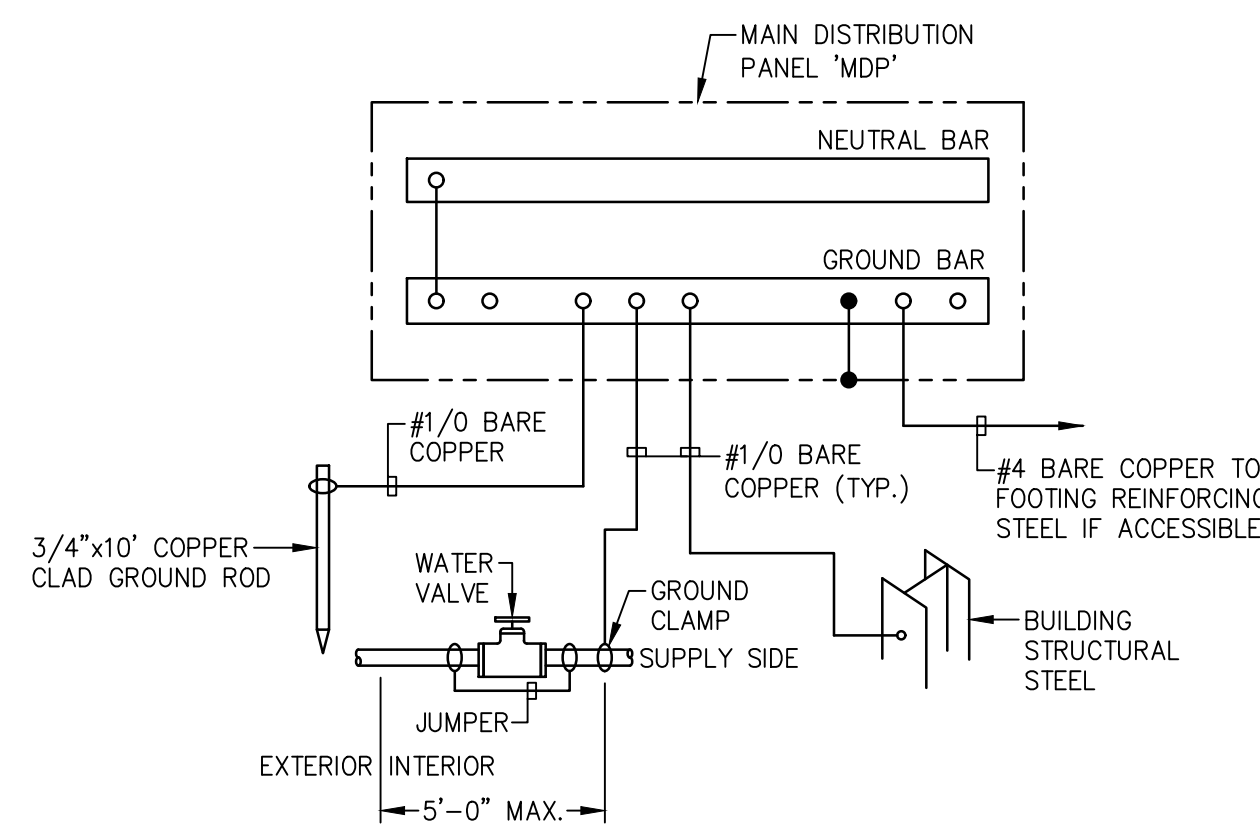 MAIN DISTRIBUTION
PANEL 'MDP'
NEUTRAL BAR
GROUND BAR
#1/0 BARE
COPPER
#1/0 BARE
COPPER (TYP.)
#4 BARE COPPER TO
FOOTING REINFORCING
STEEL IF ACCESSIBLE
3/4"x10' COPPER
CLAD GROUND ROD
WATER
VALVE
GROUND
CLAMP
SUPPLY SIDE
BUILDING
STRUCTURAL
STEEL
JUMPER
EXTERIOR INTERIOR
5'-0" MAX.